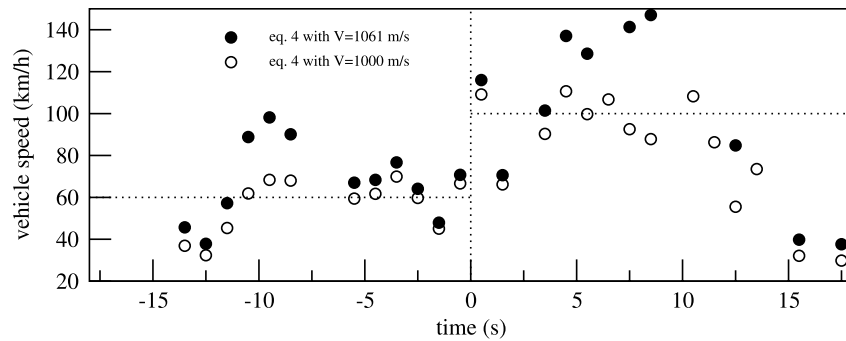 140
120
100
80
60
40
20
vehicle speed (km/h)
eq. 4 with V=1061 m/s
eq. 4 with V=1000 m/s
-15 -10 -5 0 5 10 15
time (s)